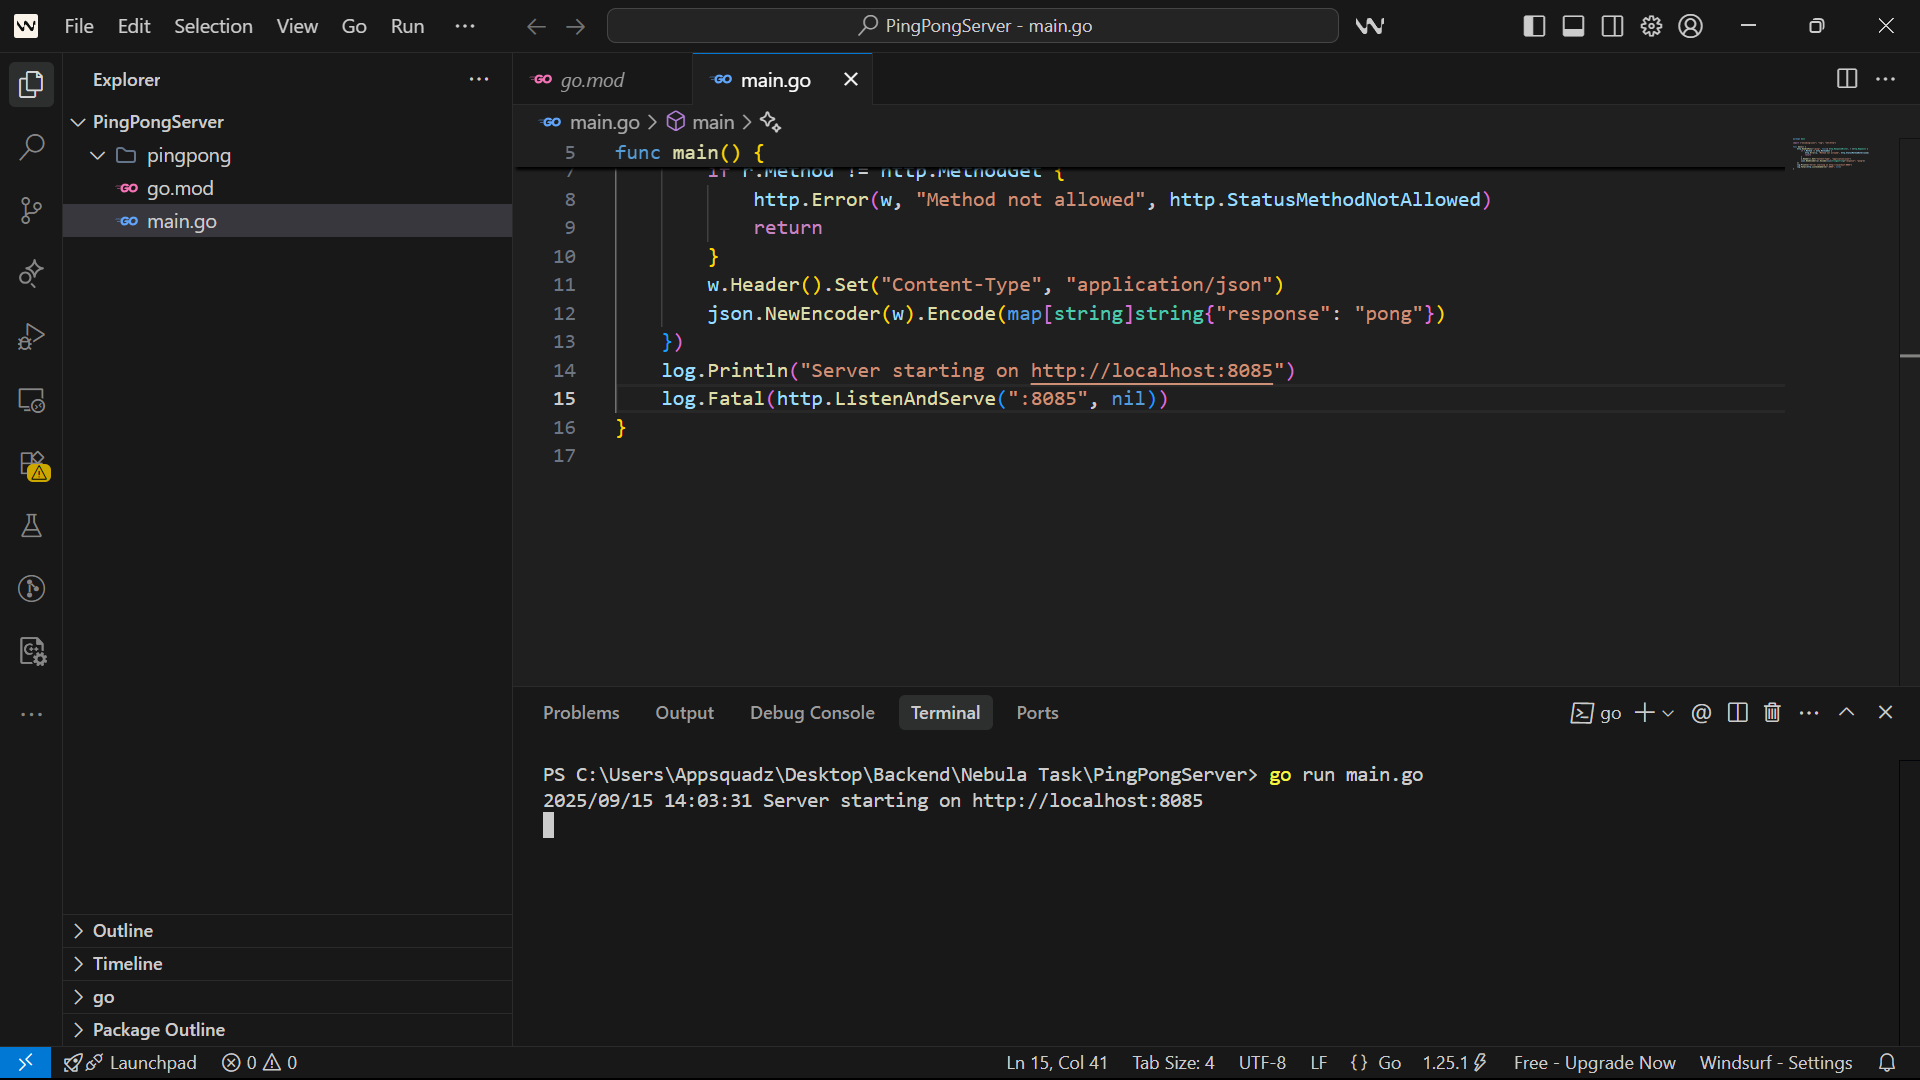 File Edit Selection View Go Run ...
PingPongServer - main.go
Explorer
PingPongServer
pingpong
go.mod
main.go
go.mod
main.go
main.go > main >
5 func main() {
7 if r.Method != http.MethodGet {
8 http.Error(w, "Method not allowed", http.StatusMethodNotAllowed)
9 return
10 }
11 w.Header().Set("Content-Type", "application/json")
12 json.NewEncoder(w).Encode(map[string]string{"response": "pong"})
13 })
14 log.Println("Server starting on http://localhost:8085")
15 log.Fatal(http.ListenAndServe(":8085", nil))
16 }
17
Problems Output Debug Console Terminal Ports
go
PS C:\Users\Appsquadz\Desktop\Backend\Nebula Task\PingPongServer> go run main.go
2025/09/15 14:03:31 Server starting on http://localhost:8085
Outline
Timeline
go
Package Outline
Launchpad 0 0 Ln 15, Col 41 Tab Size: 4 UTF-8 LF {} Go 1.25.1 Free - Upgrade Now Windsurf - Settings